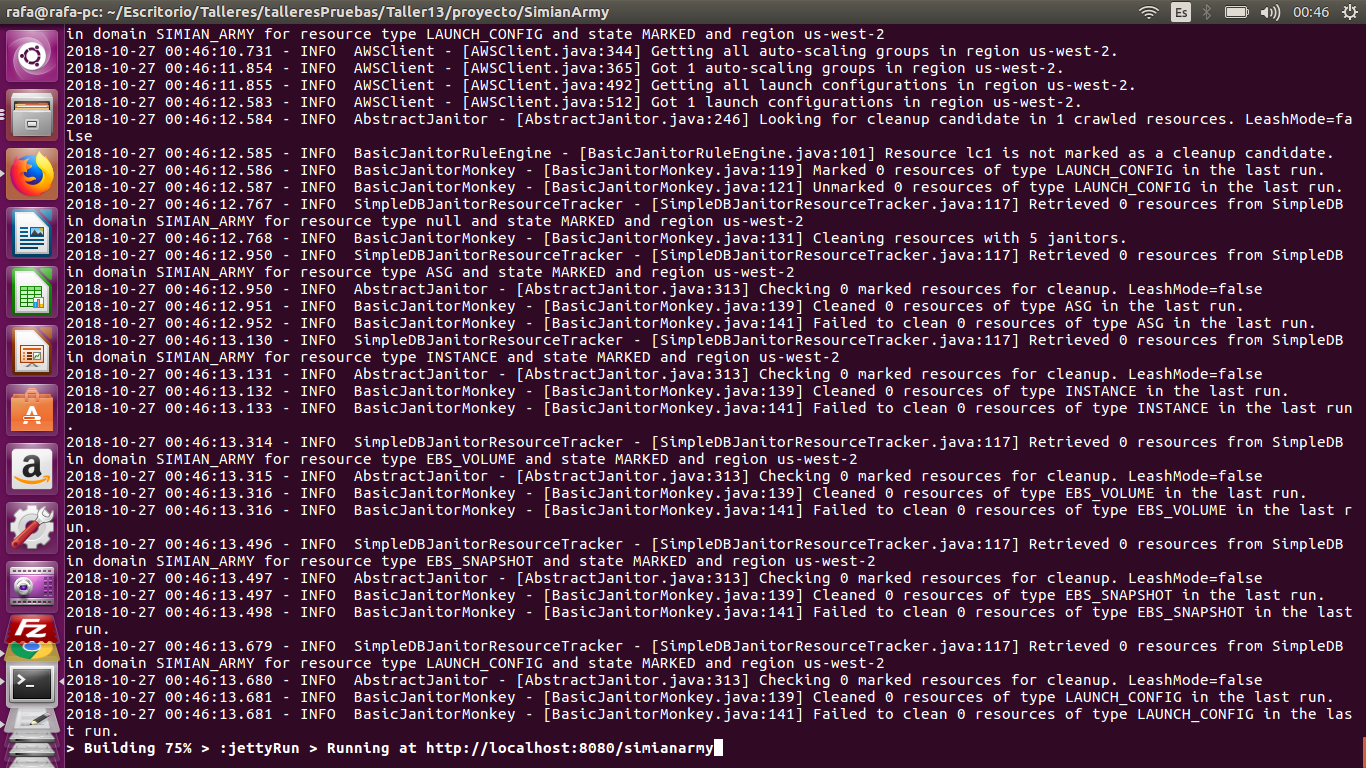 rafa@rafa-pc: ~/Escritorio/Talleres/talleresPruebas/Taller13/proyecto/SimianArmy
Es
00:46
in domain SIMIAN_ARMY for resource type LAUNCH_CONFIG and state MARKED and region us-west-2
2018-10-27 00:46:10.731 - INFO  AWSClient - [AWSClient.java:344] Getting all auto-scaling groups in region us-west-2.
2018-10-27 00:46:11.854 - INFO  AWSClient - [AWSClient.java:365] Got 1 auto-scaling groups in region us-west-2.
2018-10-27 00:46:11.855 - INFO  AWSClient - [AWSClient.java:492] Getting all launch configurations in region us-west-2.
2018-10-27 00:46:12.583 - INFO  AWSClient - [AWSClient.java:512] Got 1 launch configurations in region us-west-2.
2018-10-27 00:46:12.584 - INFO  AbstractJanitor - [AbstractJanitor.java:246] Looking for cleanup candidate in 1 crawled resources. LeashMode=fa
lse
2018-10-27 00:46:12.585 - INFO  BasicJanitorRuleEngine - [BasicJanitorRuleEngine.java:101] Resource lc1 is not marked as a cleanup candidate.
2018-10-27 00:46:12.586 - INFO  BasicJanitorMonkey - [BasicJanitorMonkey.java:119] Marked 0 resources of type LAUNCH_CONFIG in the last run.
2018-10-27 00:46:12.587 - INFO  BasicJanitorMonkey - [BasicJanitorMonkey.java:121] Unmarked 0 resources of type LAUNCH_CONFIG in the last run.
2018-10-27 00:46:12.767 - INFO  SimpleDBJanitorResourceTracker - [SimpleDBJanitorResourceTracker.java:117] Retrieved 0 resources from SimpleDB
in domain SIMIAN_ARMY for resource type null and state MARKED and region us-west-2
2018-10-27 00:46:12.768 - INFO  BasicJanitorMonkey - [BasicJanitorMonkey.java:131] Cleaning resources with 5 janitors.
2018-10-27 00:46:12.950 - INFO  SimpleDBJanitorResourceTracker - [SimpleDBJanitorResourceTracker.java:117] Retrieved 0 resources from SimpleDB
in domain SIMIAN_ARMY for resource type ASG and state MARKED and region us-west-2
2018-10-27 00:46:12.950 - INFO  AbstractJanitor - [AbstractJanitor.java:313] Checking 0 marked resources for cleanup. LeashMode=false
2018-10-27 00:46:12.951 - INFO  BasicJanitorMonkey - [BasicJanitorMonkey.java:139] Cleaned 0 resources of type ASG in the last run.
2018-10-27 00:46:12.952 - INFO  BasicJanitorMonkey - [BasicJanitorMonkey.java:141] Failed to clean 0 resources of type ASG in the last run.
2018-10-27 00:46:13.130 - INFO  SimpleDBJanitorResourceTracker - [SimpleDBJanitorResourceTracker.java:117] Retrieved 0 resources from SimpleDB
in domain SIMIAN_ARMY for resource type INSTANCE and state MARKED and region us-west-2
2018-10-27 00:46:13.131 - INFO  AbstractJanitor - [AbstractJanitor.java:313] Checking 0 marked resources for cleanup. LeashMode=false
2018-10-27 00:46:13.132 - INFO  BasicJanitorMonkey - [BasicJanitorMonkey.java:139] Cleaned 0 resources of type INSTANCE in the last run.
2018-10-27 00:46:13.133 - INFO  BasicJanitorMonkey - [BasicJanitorMonkey.java:141] Failed to clean 0 resources of type INSTANCE in the last run
.
2018-10-27 00:46:13.314 - INFO  SimpleDBJanitorResourceTracker - [SimpleDBJanitorResourceTracker.java:117] Retrieved 0 resources from SimpleDB
in domain SIMIAN_ARMY for resource type EBS_VOLUME and state MARKED and region us-west-2
2018-10-27 00:46:13.315 - INFO  AbstractJanitor - [AbstractJanitor.java:313] Checking 0 marked resources for cleanup. LeashMode=false
2018-10-27 00:46:13.316 - INFO  BasicJanitorMonkey - [BasicJanitorMonkey.java:139] Cleaned 0 resources of type EBS_VOLUME in the last run.
2018-10-27 00:46:13.316 - INFO  BasicJanitorMonkey - [BasicJanitorMonkey.java:141] Failed to clean 0 resources of type EBS_VOLUME in the last r
un.
2018-10-27 00:46:13.496 - INFO  SimpleDBJanitorResourceTracker - [SimpleDBJanitorResourceTracker.java:117] Retrieved 0 resources from SimpleDB
in domain SIMIAN_ARMY for resource type EBS_SNAPSHOT and state MARKED and region us-west-2
2018-10-27 00:46:13.497 - INFO  AbstractJanitor - [AbstractJanitor.java:313] Checking 0 marked resources for cleanup. LeashMode=false
2018-10-27 00:46:13.497 - INFO  BasicJanitorMonkey - [BasicJanitorMonkey.java:139] Cleaned 0 resources of type EBS_SNAPSHOT in the last run.
2018-10-27 00:46:13.498 - INFO  BasicJanitorMonkey - [BasicJanitorMonkey.java:141] Failed to clean 0 resources of type EBS_SNAPSHOT in the last
 run.
2018-10-27 00:46:13.679 - INFO  SimpleDBJanitorResourceTracker - [SimpleDBJanitorResourceTracker.java:117] Retrieved 0 resources from SimpleDB
in domain SIMIAN_ARMY for resource type LAUNCH_CONFIG and state MARKED and region us-west-2
2018-10-27 00:46:13.680 - INFO  AbstractJanitor - [AbstractJanitor.java:313] Checking 0 marked resources for cleanup. LeashMode=false
2018-10-27 00:46:13.681 - INFO  BasicJanitorMonkey - [BasicJanitorMonkey.java:139] Cleaned 0 resources of type LAUNCH_CONFIG in the last run.
2018-10-27 00:46:13.681 - INFO  BasicJanitorMonkey - [BasicJanitorMonkey.java:141] Failed to clean 0 resources of type LAUNCH_CONFIG in the las
t run.
> Building 75% > :jettyRun > Running at http://localhost:8080/simianarmy